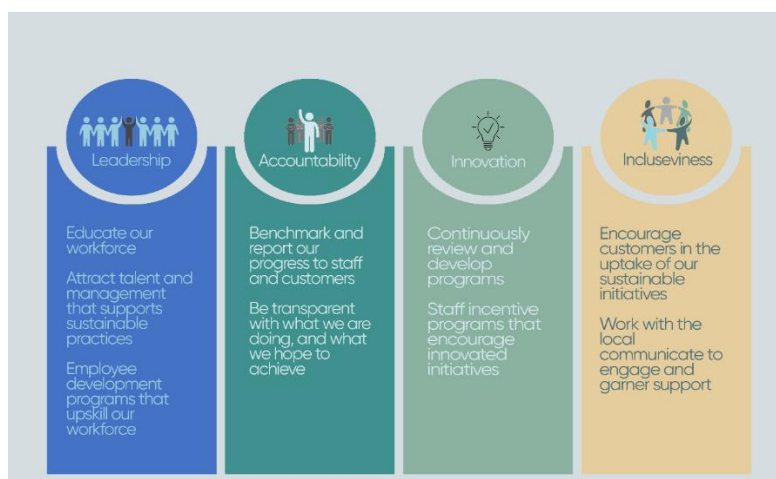 Leadership
Educate our
workforce
Attract talent and
management
that supports
sustainable
practices
Employee
development
programs that
upskill our
workforce
Accountability
Benchmark and
report our
progress to staff
and customers
Be transparent
with what we are
doing, and what
we hope to
achieve
Innovation
Continuously
review and
develop
programs
Staff incentive
programs that
encourage
innovated
initiatives
Incluseviness
Encourage
customers in the
uptake of our
sustainable
initiatives
Work with the
local
communicate to
engage and
garner support